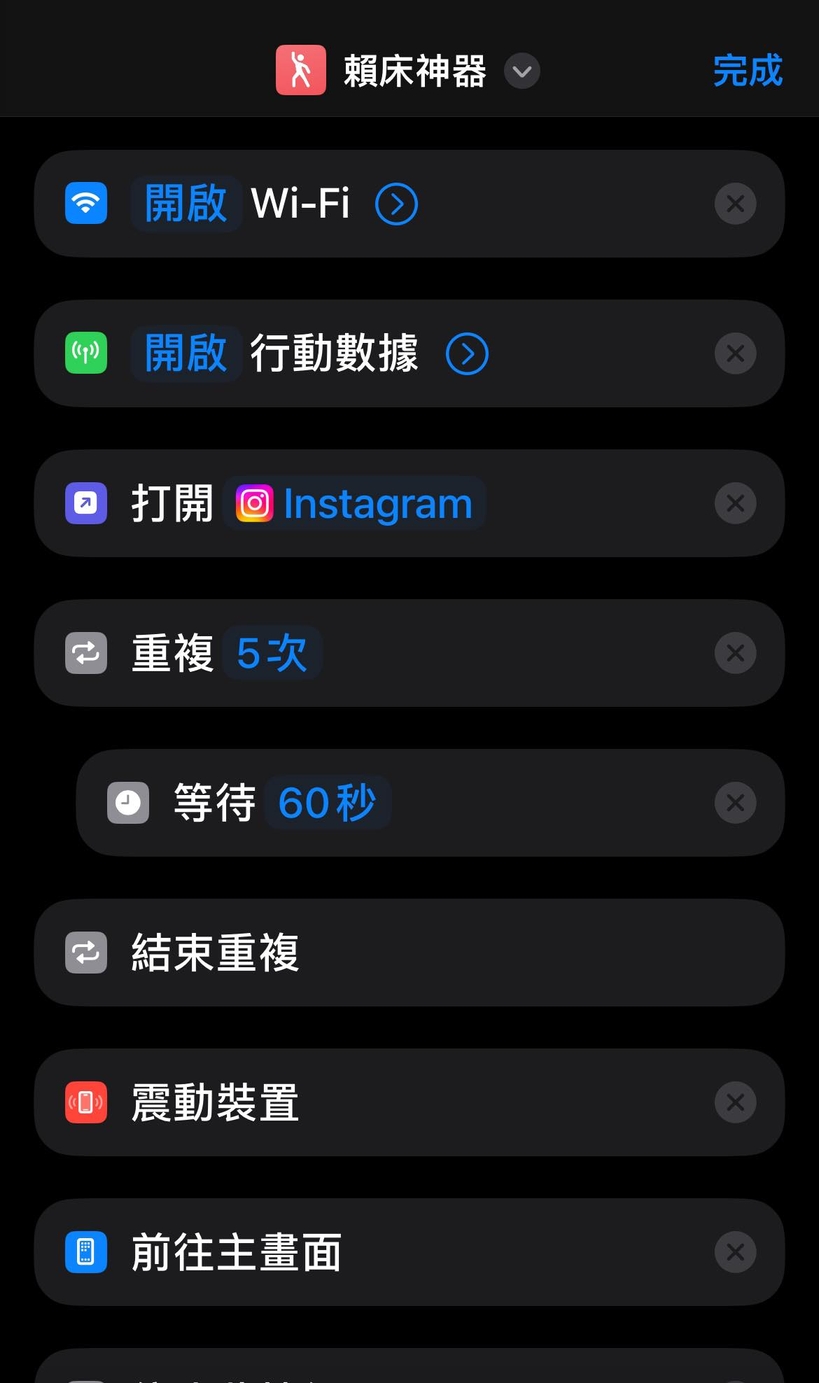 賴床神器
完成
開啟 Wi-Fi
開啟 行動數據
打開 Instagram
重複 5次
等待 60秒
結束重複
震動裝置
前往主畫面